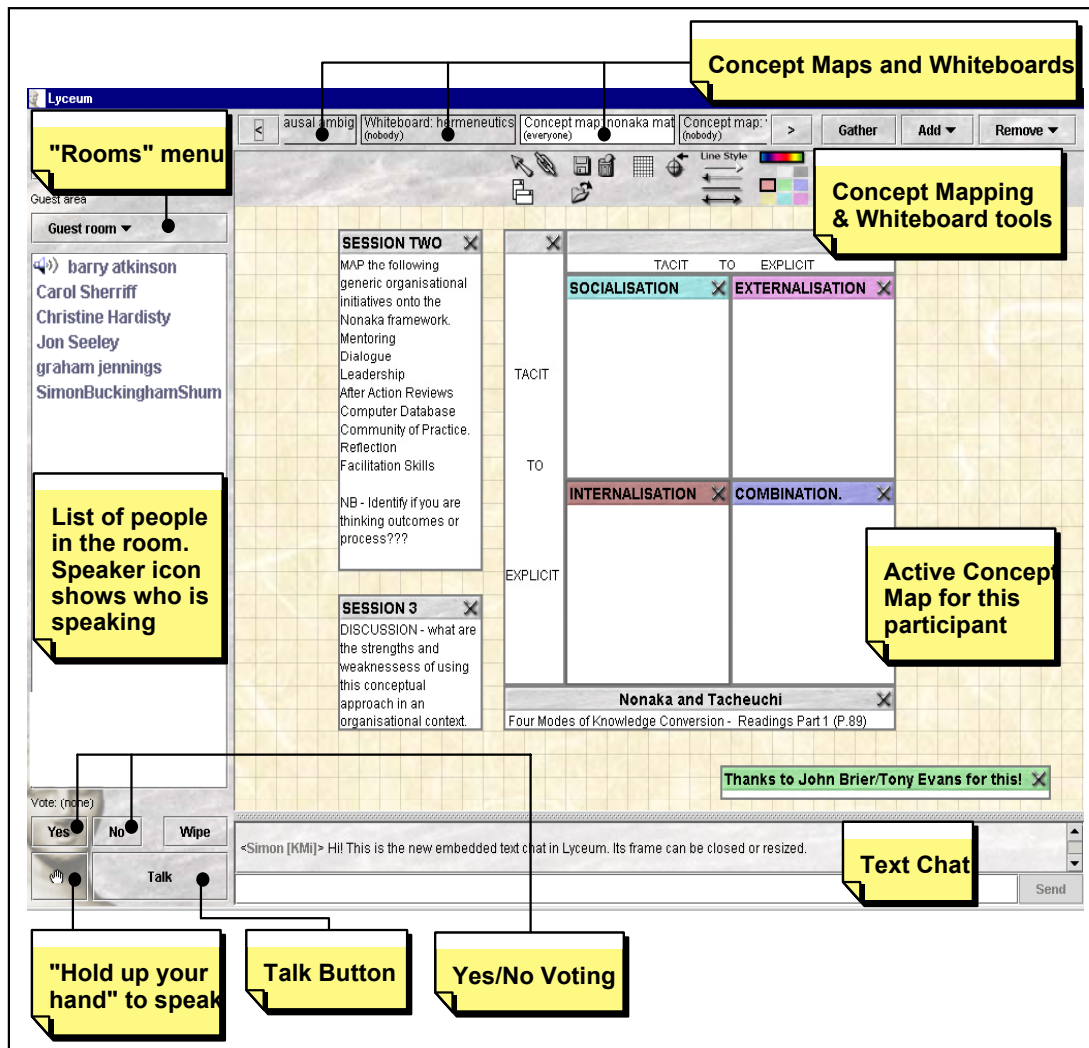 Concept Maps and Whiteboards
Lyceum
"Rooms" menu
<
ausal ambig
Whiteboard: hermeneutics
(nobody)
Concept map: nonaka mat
(everyone)
Concept map:
(nobody)
>
Gather
Add
Remove
Line Style
Concept Mapping
& Whiteboard tools
Guest area
Guest room
barry atkinson
Carol Sherriff
Christine Hardisty
Jon Seeley
graham jennings
SimonBuckinghamShum
List of people
in the room.
Speaker icon
shows who is
speaking
SESSION TWO
MAP the following
generic organisational
initiatives onto the
Nonaka framework.
Mentoring
Dialogue
Leadership
After Action Reviews
Computer Database
Community of Practice.
Reflection
Facilitation Skills
NB - Identify if you are
thinking outcomes or
process???
SESSION 3
DISCUSSION - what are
the strengths and
weaknessess of using
this conceptual
approach in an
organisational context.
TACIT TO EXPLICIT
SOCIALISATION
EXTERNALISATION
TACIT
TO
EXPLICIT
INTERNALISATION
COMBINATION.
Nonaka and Tacheuchi
Four Modes of Knowledge Conversion - Readings Part 1 (P.89)
Active Concept
Map for this
participant
Thanks to John Brier/Tony Evans for this!
Vote: (none)
Yes
No
Wipe
Talk
<Simon [KMi]> Hi! This is the new embedded text chat in Lyceum. Its frame can be closed or resized.
Text Chat
Send
"Hold up your
hand" to speak
Talk Button
Yes/No Voting